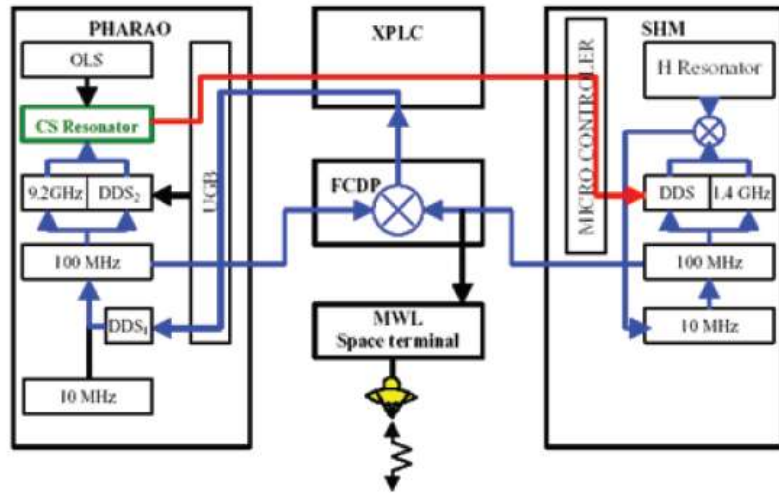 PHARAO
OLS
CS Resonator
9.2GHz
DDS2
UGB
100 MHz
DDS1
10 MHz
XPLC
FCDP
MWL
Space terminal
SHM
H Resonator
MICRO CONTROLER
DDS
1.4 GHz
100 MHz
10 MHz